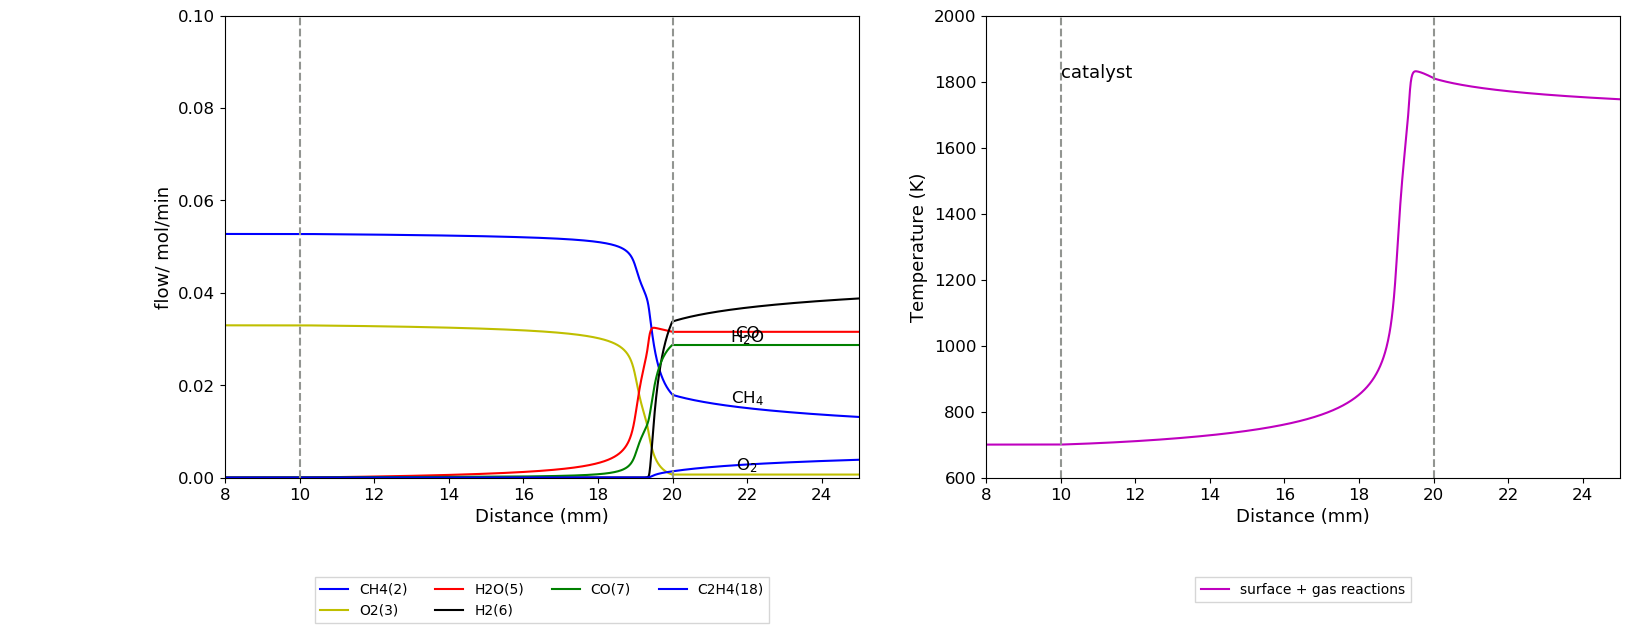 0.10
0.08
0.06
0.04
0.02
0.00
flow/ mol/min
CO
H₂O
CH₄
O₂
8 10 12 14 16 18 20 22 24
Distance (mm)
CH4(2) H2O(5) CO(7) C2H4(18)
O2(3) H2(6)
2000
1800
1600
1400
1200
1000
800
600
Temperature (K)
catalyst
8 10 12 14 16 18 20 22 24
Distance (mm)
surface + gas reactions